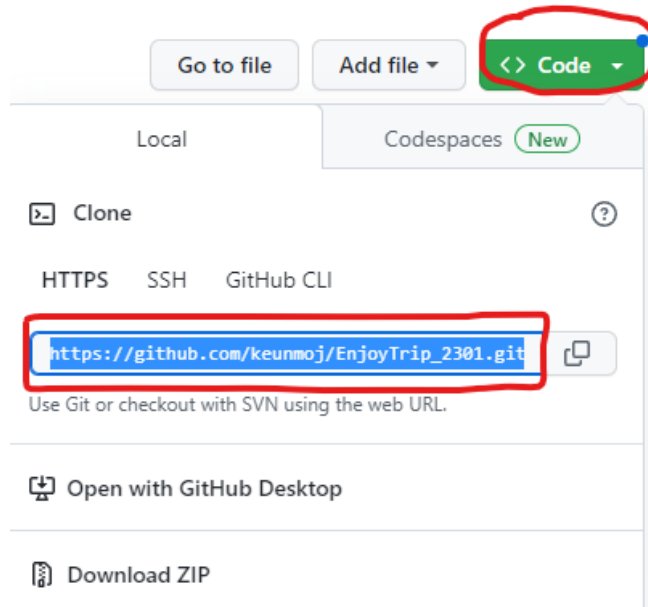 Go to file Add file <> Code
Local Codespaces New
Clone
HTTPS SSH GitHub CLI
https://github.com/keunmoj/EnjoyTrip_2301.git
Use Git or checkout with SVN using the web URL.
Open with GitHub Desktop
Download ZIP